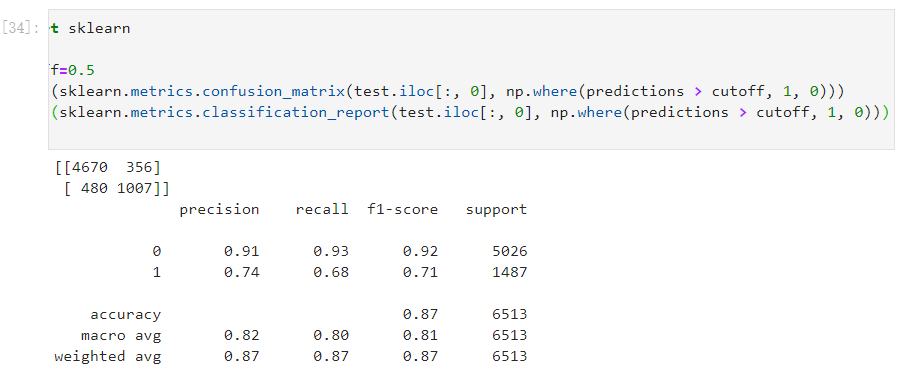 [34]: t sklearn
f=0.5
(sklearn.metrics.confusion_matrix(test.iloc[:, 0], np.where(predictions > cutoff, 1, 0)))
(sklearn.metrics.classification_report(test.iloc[:, 0], np.where(predictions > cutoff, 1, 0)))
[[4670 356]
[ 480 1007]]
precision recall f1-score support
0 0.91 0.93 0.92 5026
1 0.74 0.68 0.71 1487
accuracy 0.87 6513
macro avg 0.82 0.80 0.81 6513
weighted avg 0.87 0.87 0.87 6513